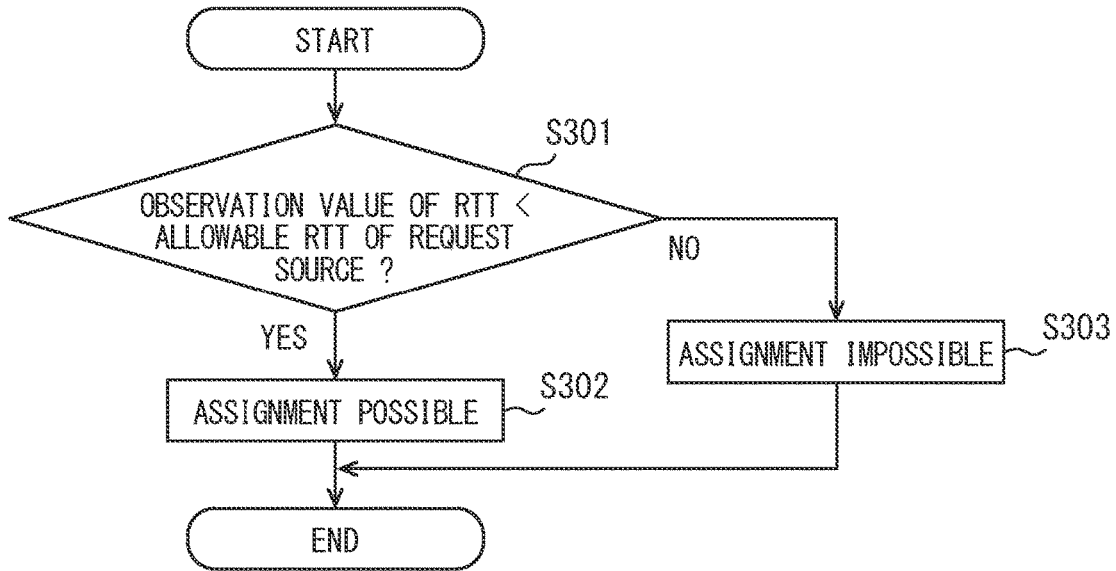 START
S301
OBSERVATION VALUE OF RTT <
ALLOWABLE RTT OF REQUEST
SOURCE ?
NO
YES
ASSIGNMENT IMPOSSIBLE
S303
ASSIGNMENT POSSIBLE
S302
END